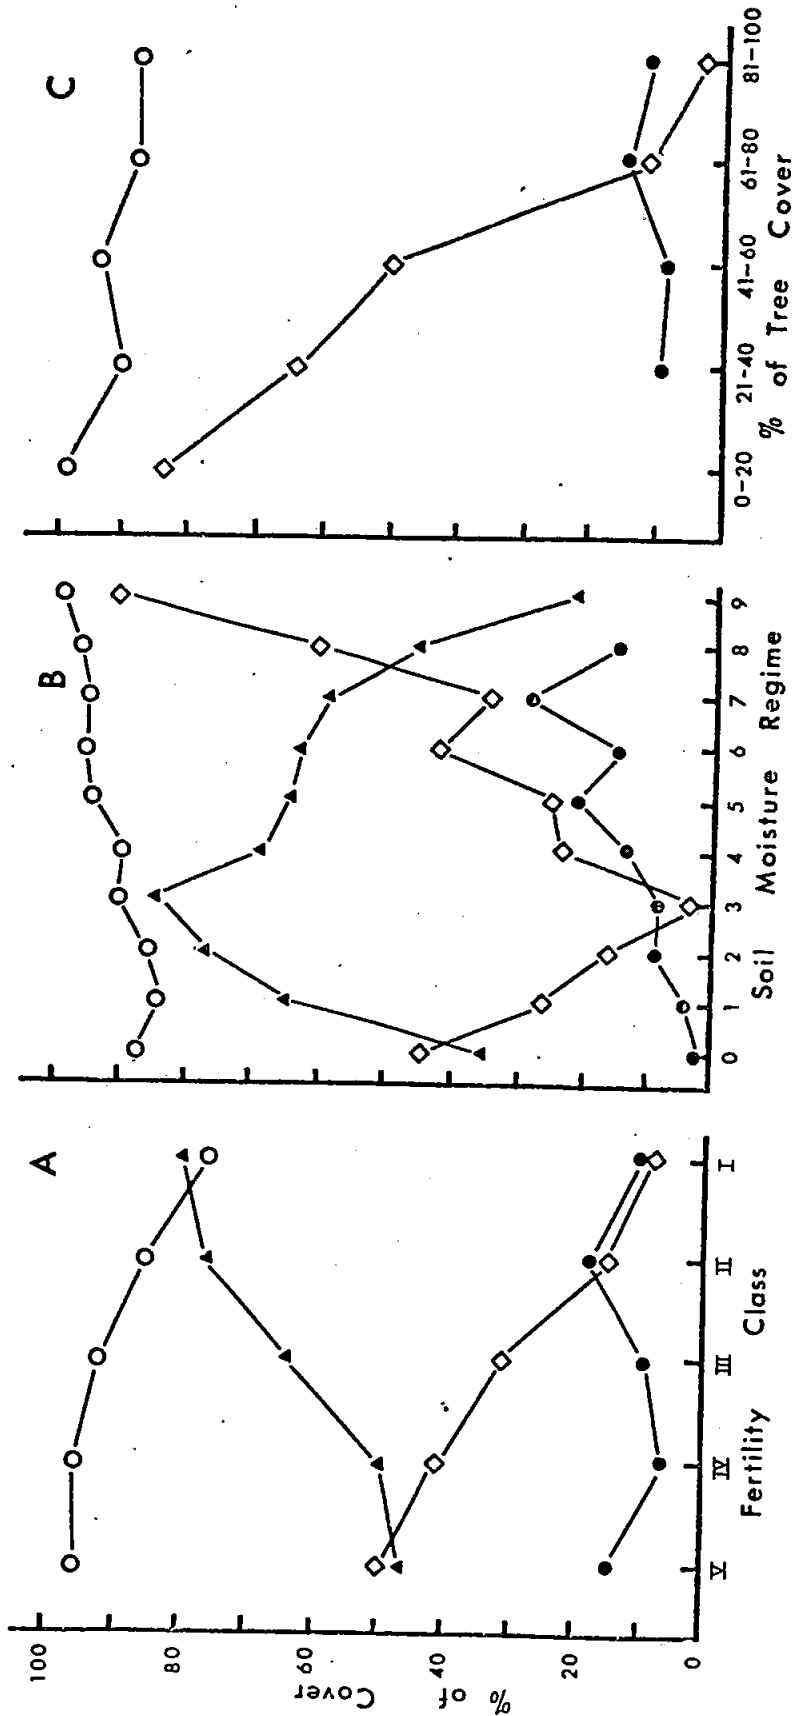 A
B
C
100
80
60
40
20
0
% of Cover
V IV III II I
Fertility Class
0 1 2 3 4 5 6 7 8 9
Soil Moisture Regime
0-20 21-40 41-60 61-80 81-100
% of Tree Cover